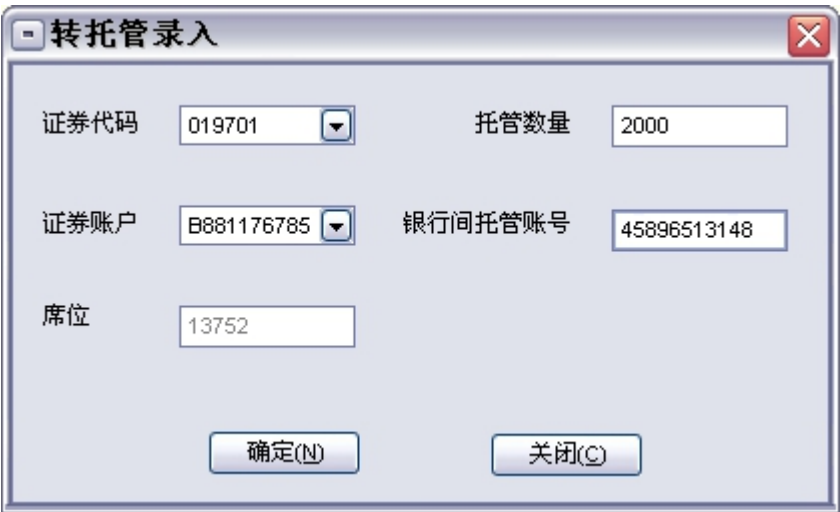 转托管录入
证券代码 019701 托管数量 2000
证券账户 B881176785 银行间托管账号 45896513148
席位 13752
确定(N) 关闭(C)